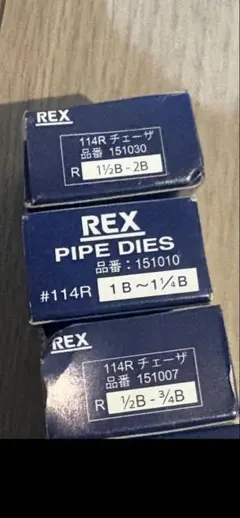 REX
114R チェーザ
品番 151030
R 1½B - 2B
REX
PIPE DIES
品番：151010
#114R 1B～1¼B
REX
114R チェーザ
品番 151007
R ½B - ¾B